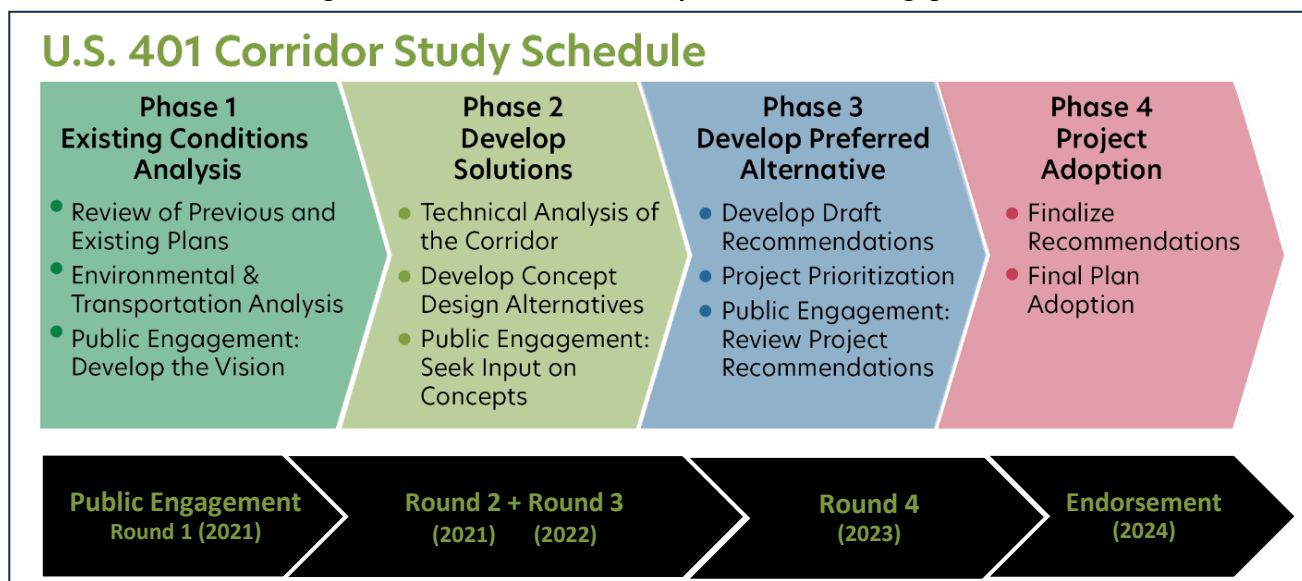 U.S. 401 Corridor Study Schedule
Phase 1
Existing Conditions
Analysis
• Review of Previous and
Existing Plans
• Environmental &
Transportation Analysis
• Public Engagement:
Develop the Vision
Phase 2
Develop
Solutions
• Technical Analysis of
the Corridor
• Develop Concept
Design Alternatives
• Public Engagement:
Seek Input on
Concepts
Phase 3
Develop Preferred
Alternative
• Develop Draft
Recommendations
• Project Prioritization
• Public Engagement:
Review Project
Recommendations
Phase 4
Project
Adoption
• Finalize
Recommendations
• Final Plan
Adoption
Public Engagement
Round 1 (2021)
Round 2 + Round 3
(2021) (2022)
Round 4
(2023)
Endorsement
(2024)